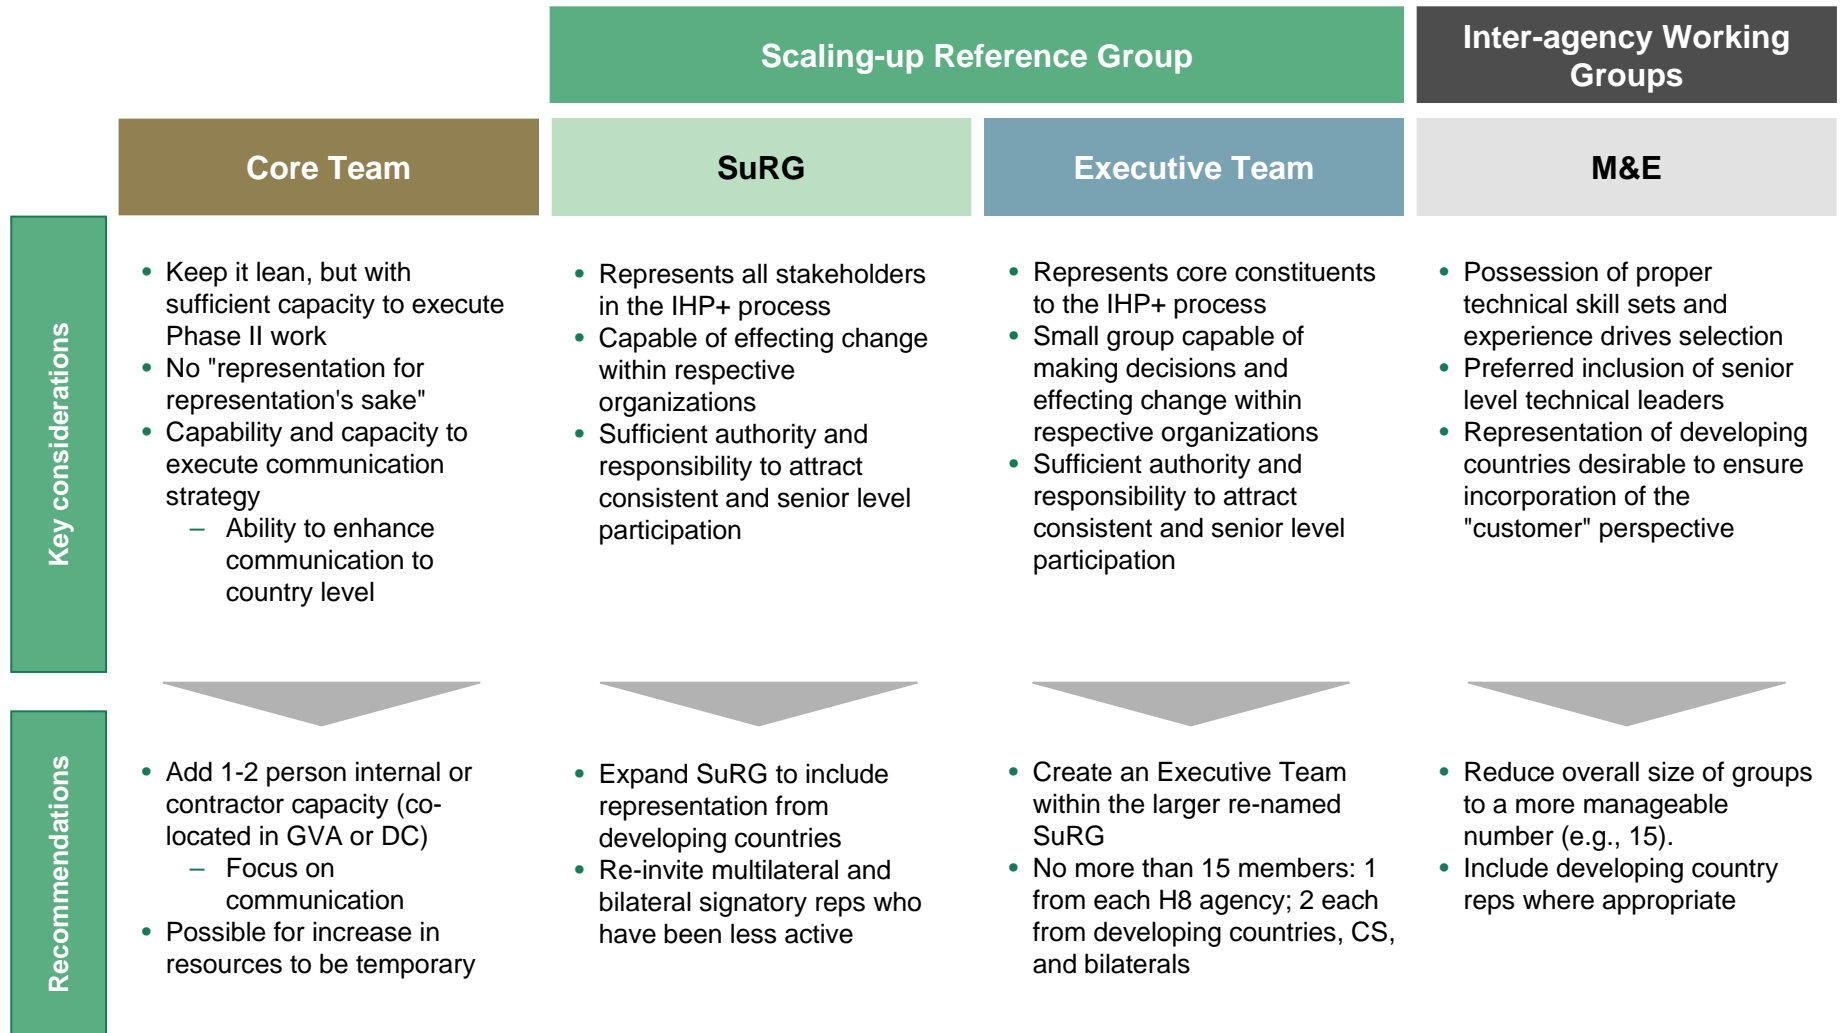 Scaling-up Reference Group
Inter-agency Working
Groups
Core Team
SuRG
Executive Team
M&E
Key considerations
• Keep it lean, but with
sufficient capacity to execute
Phase II work
• No "representation for
representation's sake"
• Capability and capacity to
execute communication
strategy
– Ability to enhance
communication to
country level
• Represents all stakeholders
in the IHP+ process
• Capable of effecting change
within respective
organizations
• Sufficient authority and
responsibility to attract
consistent and senior level
participation
• Represents core constituents
to the IHP+ process
• Small group capable of
making decisions and
effecting change within
respective organizations
• Sufficient authority and
responsibility to attract
consistent and senior level
participation
• Possession of proper
technical skill sets and
experience drives selection
• Preferred inclusion of senior
level technical leaders
• Representation of developing
countries desirable to ensure
incorporation of the
"customer" perspective
Recommendations
• Add 1-2 person internal or
contractor capacity (co-
located in GVA or DC)
– Focus on
communication
• Possible for increase in
resources to be temporary
• Expand SuRG to include
representation from
developing countries
• Re-invite multilateral and
bilateral signatory reps who
have been less active
• Create an Executive Team
within the larger re-named
SuRG
• No more than 15 members: 1
from each H8 agency; 2 each
from developing countries, CS,
and bilaterals
• Reduce overall size of groups
to a more manageable
number (e.g., 15).
• Include developing country
reps where appropriate